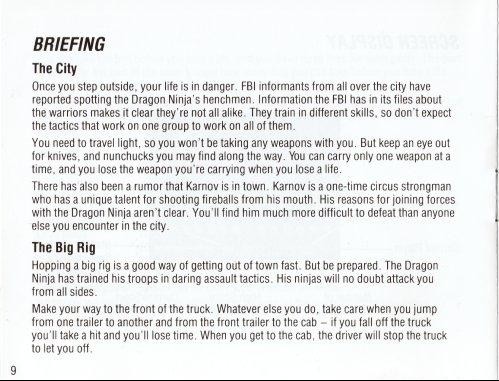 BRIEFING
The City
Once you step outside, your life is in danger. FBI informants from all over the city have
reported spotting the Dragon Ninja's henchmen. Information the FBI has in its files about
the warriors makes it clear they're not all alike. They train in different skills, so don't expect
the tactics that work on one group to work on all of them.
You need to travel light, so you won't be taking any weapons with you. But keep an eye out
for knives, and nunchucks you may find along the way. You can carry only one weapon at a
time, and you lose the weapon you're carrying when you lose a life.
There has also been a rumor that Karnov is in town. Karnov is a one-time circus strongman
who has a unique talent for shooting fireballs from his mouth. His reasons for joining forces
with the Dragon Ninja aren't clear. You'll find him much more difficult to defeat than anyone
else you encounter in the city.
The Big Rig
Hopping a big rig is a good way of getting out of town fast. But be prepared. The Dragon
Ninja has trained his troops in daring assault tactics. His ninjas will no doubt attack you
from all sides.
Make your way to the front of the truck. Whatever else you do, take care when you jump
from one trailer to another and from the front trailer to the cab – if you fall off the truck
you'll take a hit and you'll lose time. When you get to the cab, the driver will stop the truck
to let you off.
9